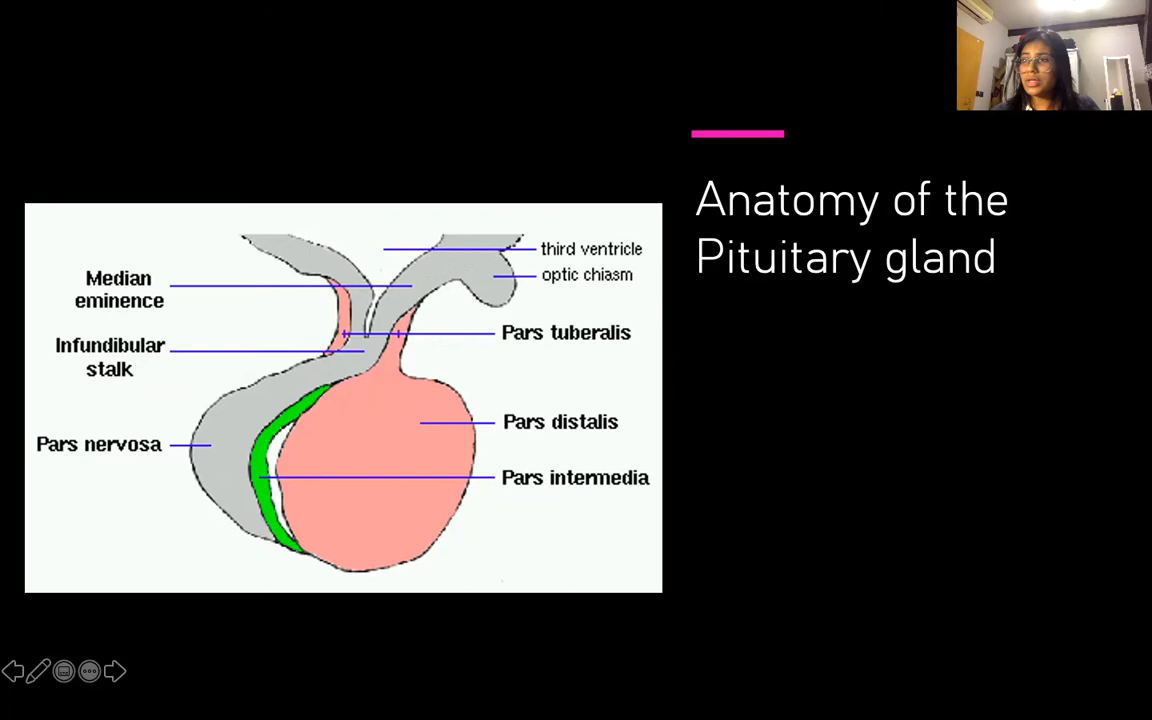 Anatomy of the
Pituitary gland
third ventricle
optic chiasm
Median
eminence
Pars tuberalis
Infundibular
stalk
Pars distalis
Pars nervosa
Pars intermedia